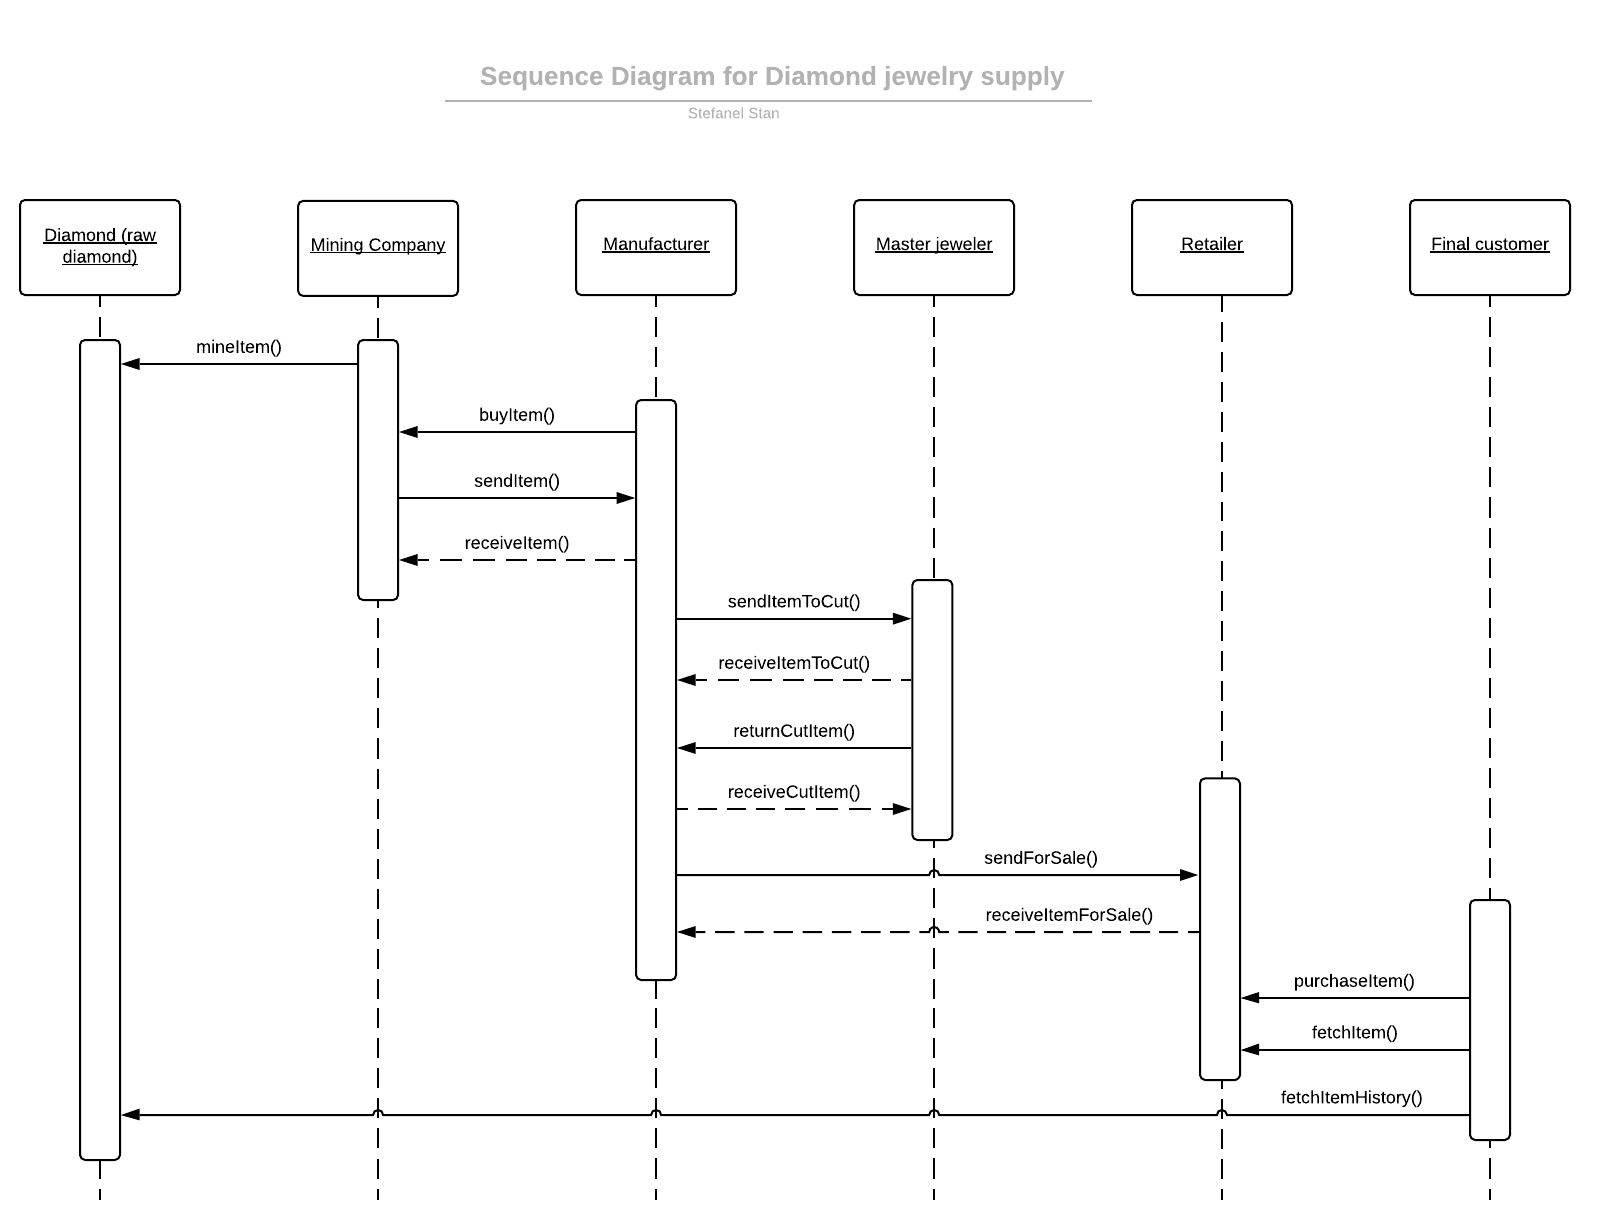 Sequence Diagram for Diamond jewelry supply
Stefanel Stan
Diamond (raw
diamond)
Mining Company
Manufacturer
Master jeweler
Retailer
Final customer
mineItem()
buyItem()
sendItem()
receiveItem()
sendItemToCut()
receiveItemToCut()
returnCutItem()
receiveCutItem()
sendForSale()
receiveItemForSale()
purchaseItem()
fetchItem()
fetchItemHistory()